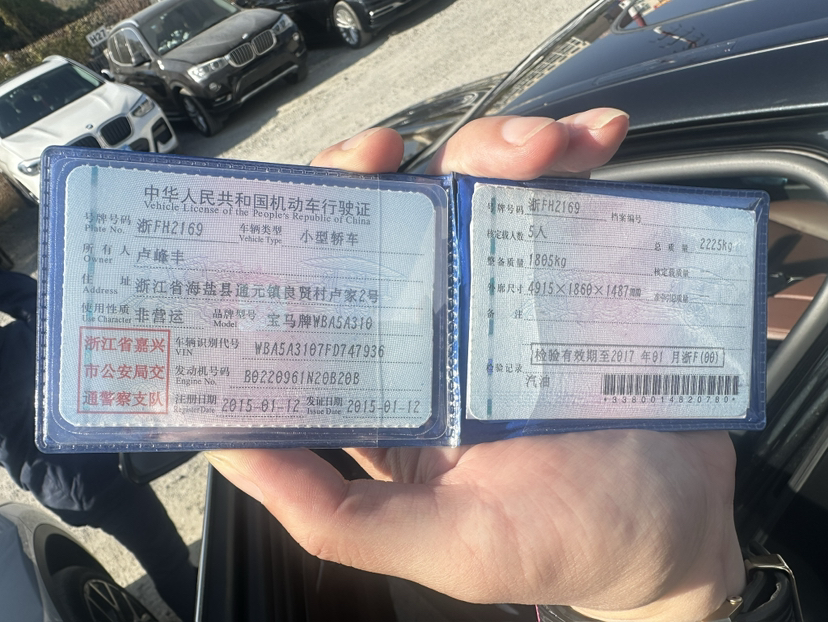 中华人民共和国机动车行驶证
Vehicle License of the People's Republic of China
号牌号码 浙FH2169 车辆类型 小型轿车
Plate No. Vehicle Type
所有人 卢峰丰
Owner
住址 浙江省海盐县通元镇良贤村卢家2号
Address
使用性质 非营运 品牌型号 宝马牌WBA5A310
Use Character Model
浙江省嘉兴
市公安局交
通警察支队
车辆识别代号 WBA5A3107FD747936
VIN
发动机号码 B0220961N20B20B
Engine No.
注册日期 2015-01-12 发证日期 2015-01-12
Register Date Issue Date
号牌号码 浙FH2169 档案编号
核定载人数 5人 总质量 2225kg
整备质量 1805kg 核定载质量
外廓尺寸 4915×1860×1487mm
备注
检验有效期至2017年01月浙F(00)
检验记录
汽油
*3380014820780*